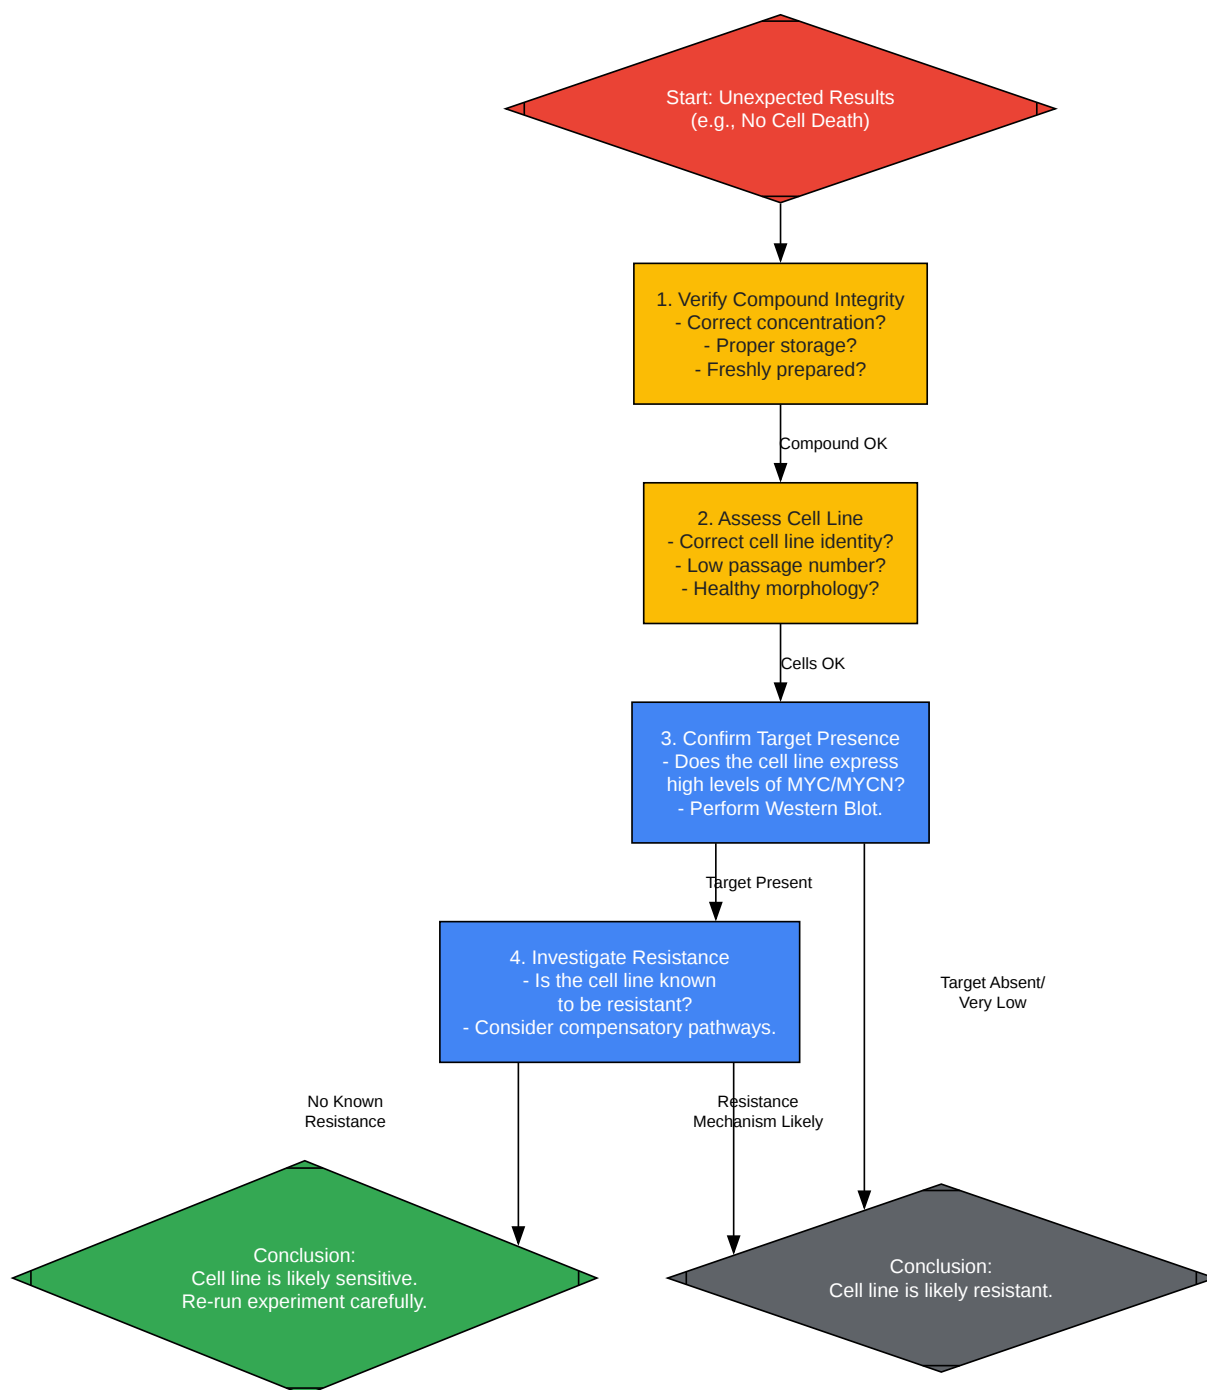 Start: Unexpected Results
(e.g., No Cell Death)
1. Verify Compound Integrity
- Correct concentration?
- Proper storage?
- Freshly prepared?
Compound OK
2. Assess Cell Line
- Correct cell line identity?
- Low passage number?
- Healthy morphology?
Cells OK
3. Confirm Target Presence
- Does the cell line express
high levels of MYC/MYCN?
- Perform Western Blot.
Target Present
4. Investigate Resistance
- Is the cell line known
to be resistant?
- Consider compensatory pathways.
Target Absent/
Very Low
No Known
Resistance
Resistance
Mechanism Likely
Conclusion:
Cell line is likely sensitive.
Re-run experiment carefully.
Conclusion:
Cell line is likely resistant.